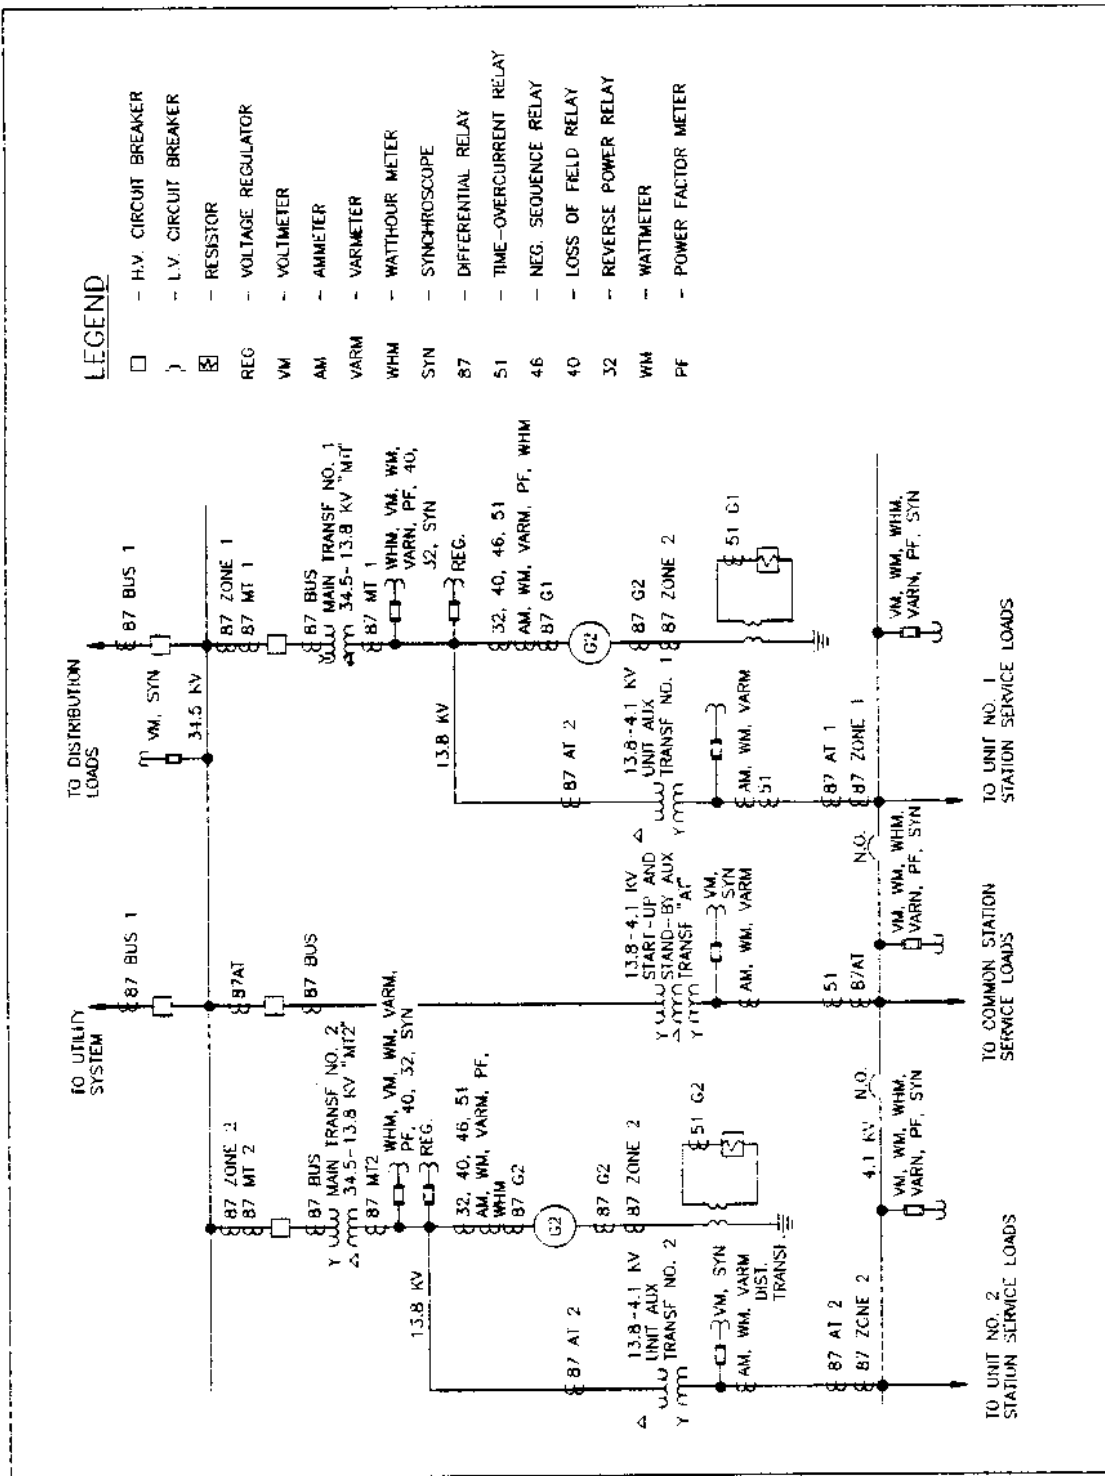 TO UTILITY
SYSTEM
TO DISTRIBUTION
LOADS
87 BUS 1
87 BUS 1
VM, SYN
34.5 KV
87 ZONE 2
87 MT 2
87AT
87 ZONE 1
87 MT 1
87 BUS
87 BUS
87 BUS
Y
MAIN TRANSF NO. 2
34.5-13.8 KV "MT2"
Δ
87 MT2
Y
MAIN TRANSF NO. 1
34.5-13.8 KV "MT1"
Δ
87 MT 1
WHM, VM, WM, VARM,
PF, 40, 32, SYN
REG.
WHM, VM, WM,
VARN, PF, 40,
32, SYN
REG.
13.8 KV
13.8 KV
32, 40, 46, 51
AM, WM, VARM, PF,
WHM
87 G2
G2
87 G2
87 ZONE 2
32, 40, 46, 51
AM, WM, VARM, PF, WHM
87 G1
G2
87 G2
87 ZONE 2
87 AT 2
87 AT 2
51 G2
51 G1
13.8-4.1 KV
UNIT AUX
TRANSF NO. 2
Δ
Y
13.8-4.1 KV
START-UP AND
STAND-BY AUX
TRANSF "AT"
Y
Δ
Y
13.8-4.1 KV
UNIT AUX
TRANSF NO. 1
Δ
Y
VM, SYN
AM, WM, VARM
DIST.
TRANSF.
VM,
SYN
AM, WM, VARM
AM, WM, VARM
51
87 AT 2
87 ZONE 2
51
87AT
87 AT 1
87 ZONE 1
4.1 KV
N.O.
N.O.
VM, WM, WHM,
VARN, PF, SYN
VM, WM, WHM,
VARN, PF, SYN
VM, WM, WHM,
VARN, PF, SYN
TO UNIT NO. 2
STATION SERVICE LOADS
TO COMMON STATION
SERVICE LOADS
TO UNIT NO. 1
STATION SERVICE LOADS
LEGEND
- H.V. CIRCUIT BREAKER
- L.V. CIRCUIT BREAKER
- RESISTOR
REG - VOLTAGE REGULATOR
VM - VOLTMETER
AM - AMMETER
VARM - VARMETER
WHM - WATTHOUR METER
SYN - SYNCHROSCOPE
87 - DIFFERENTIAL RELAY
51 - TIME-OVERCURRENT RELAY
46 - NEG. SEQUENCE RELAY
40 - LOSS OF FIELD RELAY
32 - REVERSE POWER RELAY
WM - WATTMETER
PF - POWER FACTOR METER